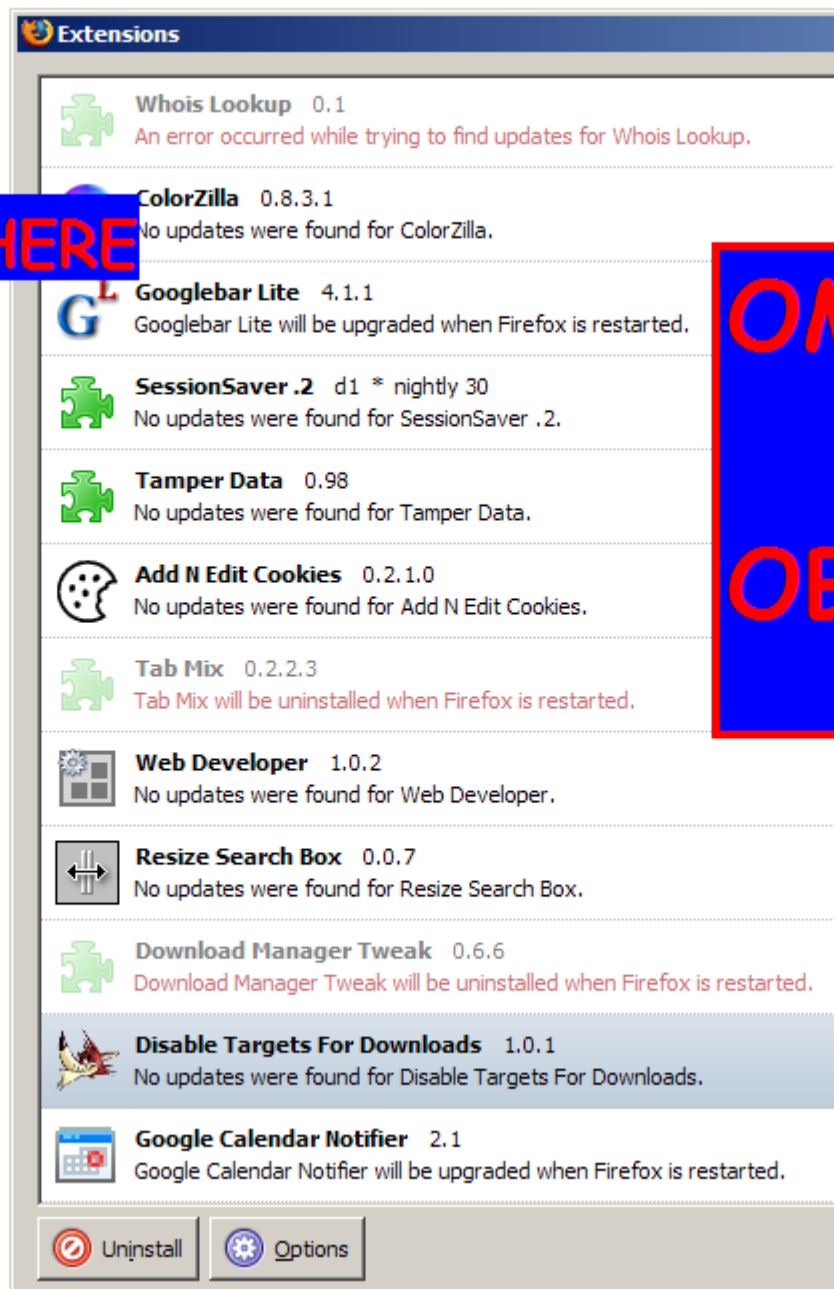 Extensions
Whois Lookup 0.1
An error occurred while trying to find updates for Whois Lookup.
ColorZilla 0.8.3.1
No updates were found for ColorZilla.
HERE
Googlebar Lite 4.1.1
Googlebar Lite will be upgraded when Firefox is restarted.
SessionSaver .2 d1 * nightly 30
No updates were found for SessionSaver .2.
Tamper Data 0.98
No updates were found for Tamper Data.
Add N Edit Cookies 0.2.1.0
No updates were found for Add N Edit Cookies.
Tab Mix 0.2.2.3
Tab Mix will be uninstalled when Firefox is restarted.
Web Developer 1.0.2
No updates were found for Web Developer.
Resize Search Box 0.0.7
No updates were found for Resize Search Box.
Download Manager Tweak 0.6.6
Download Manager Tweak will be uninstalled when Firefox is restarted.
Disable Targets For Downloads 1.0.1
No updates were found for Disable Targets For Downloads.
Google Calendar Notifier 2.1
Google Calendar Notifier will be upgraded when Firefox is restarted.
Uninstall Options